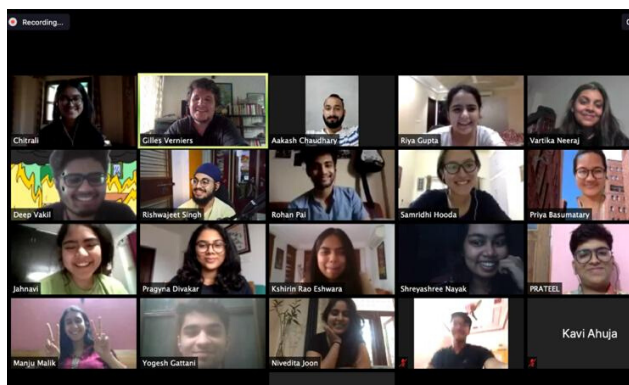 Recording...
Chitrali
Gilles Verniers
Aakash Chaudhary
Riya Gupta
Vartika Neeraj
Deep Vakil
Rishwajeet Singh
Rohan Pai
Samridhi Hooda
Priya Basumatary
Jahnavi
Pragyna Divakar
Kshirin Rao Eshwara
Shreyashree Nayak
PRATEEL
Manju Malik
Yogesh Gattani
Nivedita Joon
Kavi Ahuja